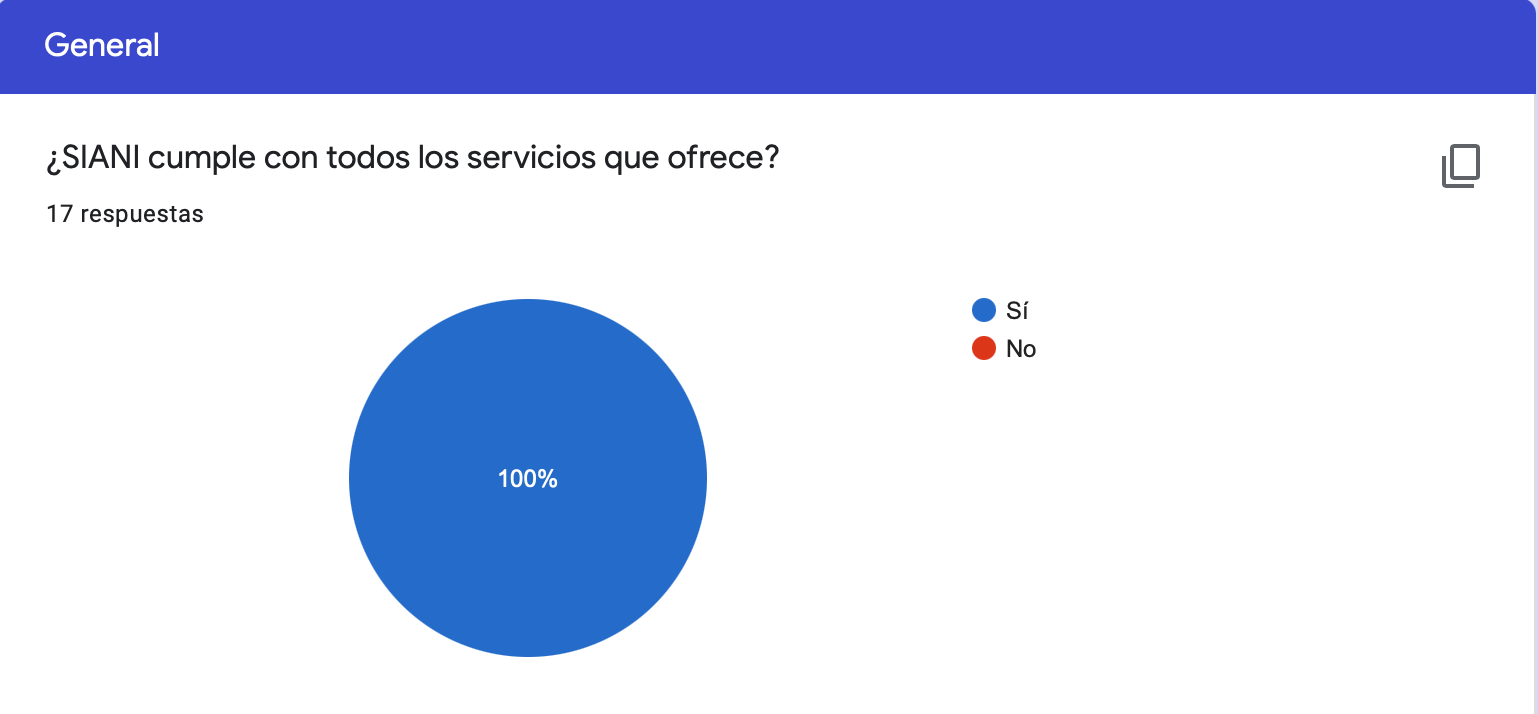 General
¿SIANI cumple con todos los servicios que ofrece?
17 respuestas
Sí
No
100%